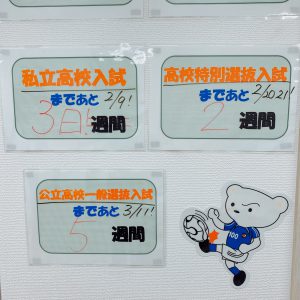 私立高校入試
まであと 2/9!
3日!! 週間
高校特別選抜入試
まであと 2/20,21!
2 週間
公立高校一般選抜入試
まであと 3/11!
5 週間
100